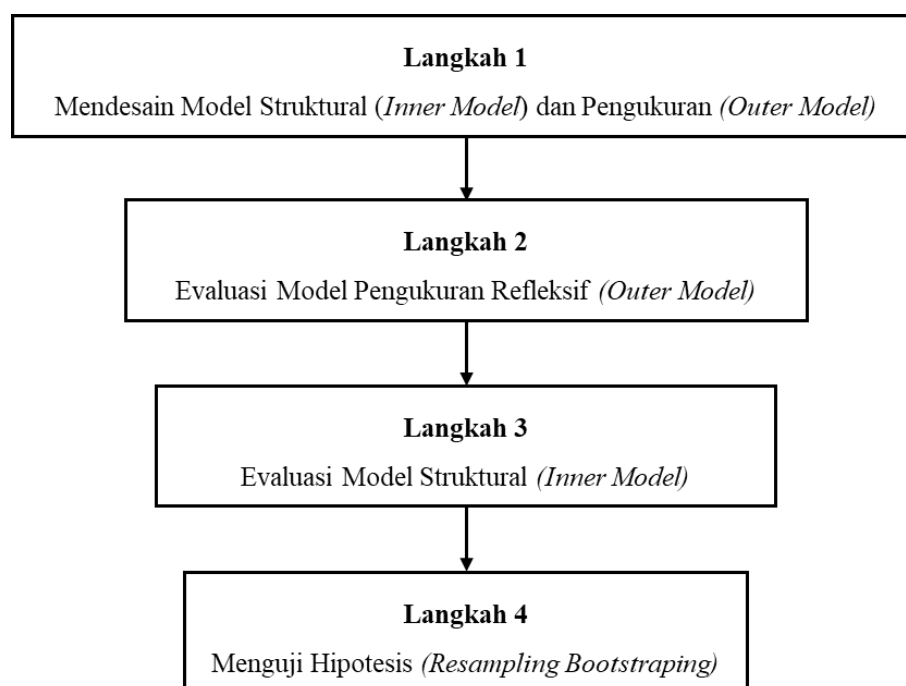 Langkah 1
Mendesain Model Struktural (Inner Model) dan Pengukuran (Outer Model)
Langkah 2
Evaluasi Model Pengukuran Refleksif (Outer Model)
Langkah 3
Evaluasi Model Struktural (Inner Model)
Langkah 4
Menguji Hipotesis (Resampling Bootstraping)